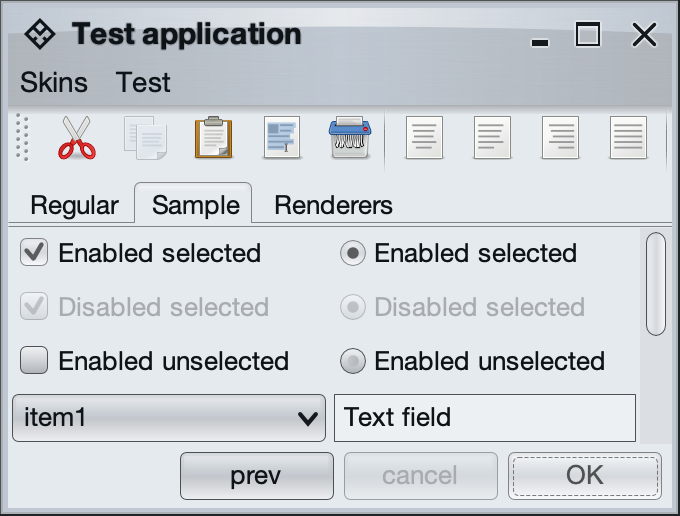 Test application
Skins Test
Regular Sample Renderers
Enabled selected Enabled selected
Disabled selected Disabled selected
Enabled unselected Enabled unselected
item1 Text field
prev cancel OK